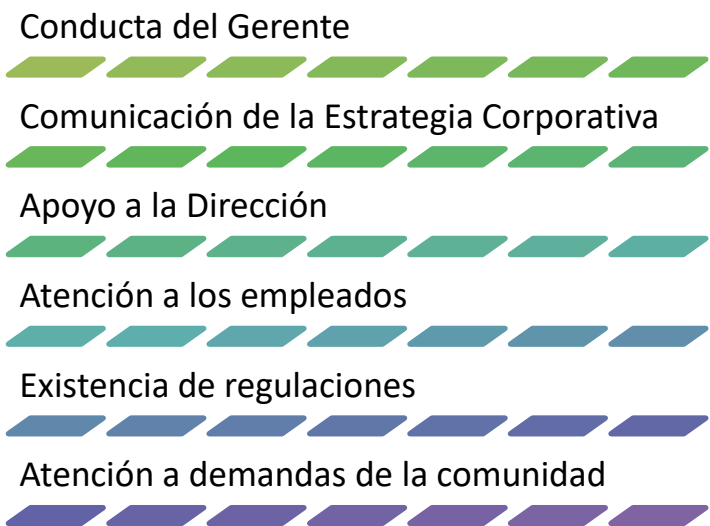 Conducta del Gerente
Comunicación de la Estrategia Corporativa
Apoyo a la Dirección
Atención a los empleados
Existencia de regulaciones
Atención a demandas de la comunidad